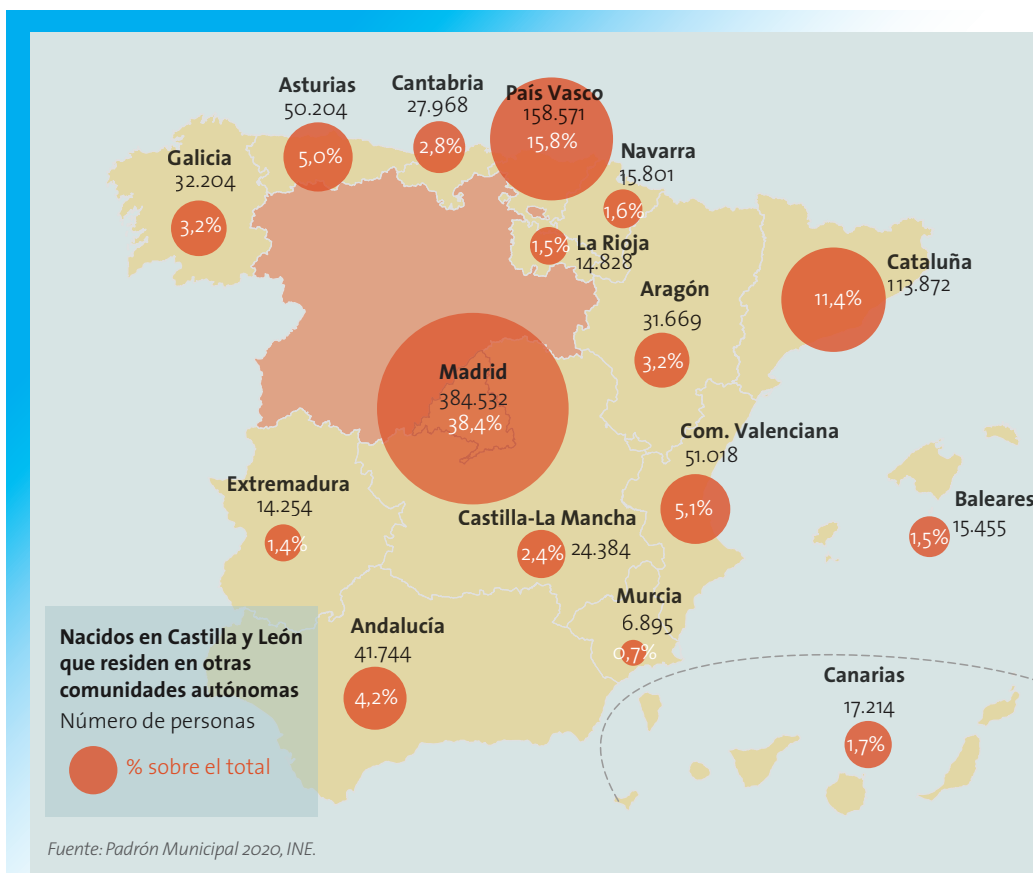 Asturias
50.204
5,0%
Cantabria
27.968
2,8%
País Vasco
158.571
15,8%
Navarra
15.801
1,6%
Galicia
32.204
3,2%
La Rioja
14.828
1,5%
Cataluña
113.872
11,4%
Aragón
31.669
3,2%
Madrid
384.532
38,4%
Com. Valenciana
51.018
5,1%
Extremadura
14.254
1,4%
Castilla-La Mancha
2,4% 24.384
Baleares
15.455
1,5%
Murcia
6.895
0,7%
Andalucía
41.744
4,2%
Canarias
17.214
1,7%
Nacidos en Castilla y León
que residen en otras
comunidades autónomas
Número de personas
% sobre el total
Fuente: Padrón Municipal 2020, INE.